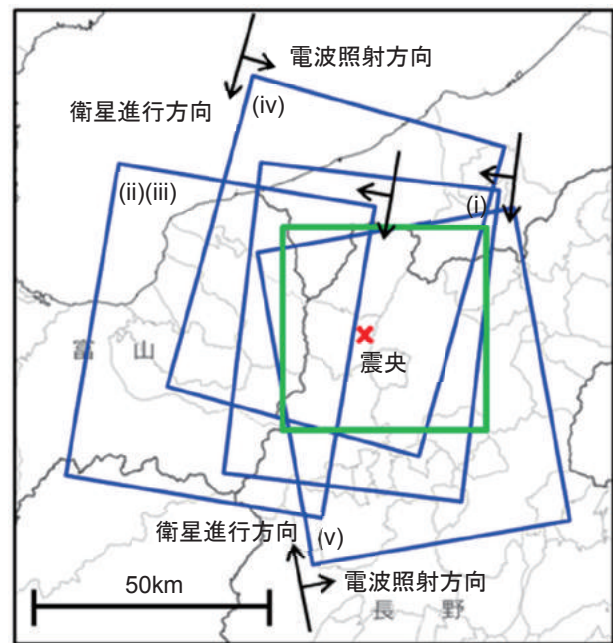 電波照射方向
衛星進行方向
(iv)
(ii)(iii)
(i)
富 山
震央
衛星進行方向
(v)
電波照射方向
50km
長 野